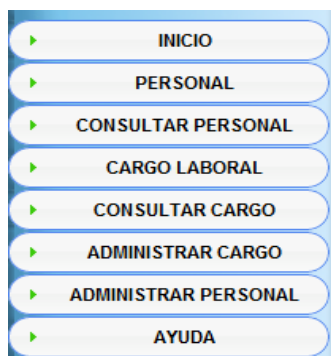 INICIO
PERSONAL
CONSULTAR PERSONAL
CARGO LABORAL
CONSULTAR CARGO
ADMINISTRAR CARGO
ADMINISTRAR PERSONAL
AYUDA